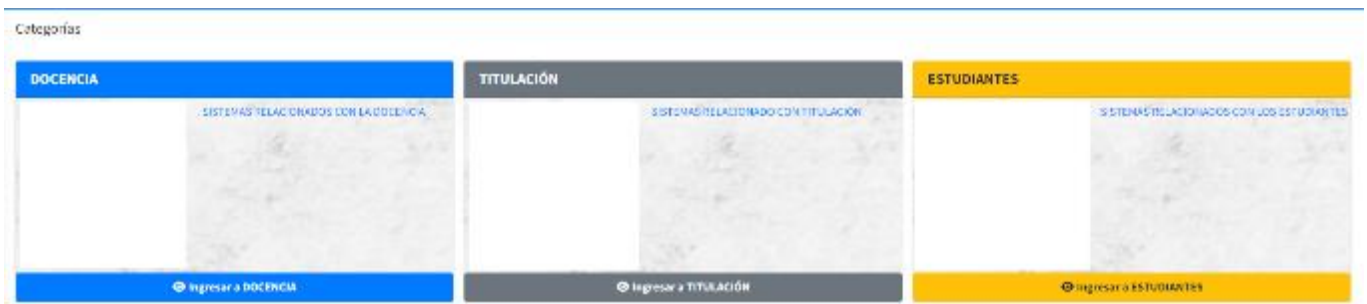 Categorías
DOCENCIA
SISTEMAS RELACIONADOS CON LA DOCENCIA
Ingresar a DOCENCIA
TITULACIÓN
SISTEMAS RELACIONADO CON TITULACIÓN
Ingresar a TITULACIÓN
ESTUDIANTES
SISTEMAS RELACIONADOS CON LOS ESTUDIANTES
Ingresar a ESTUDIANTES